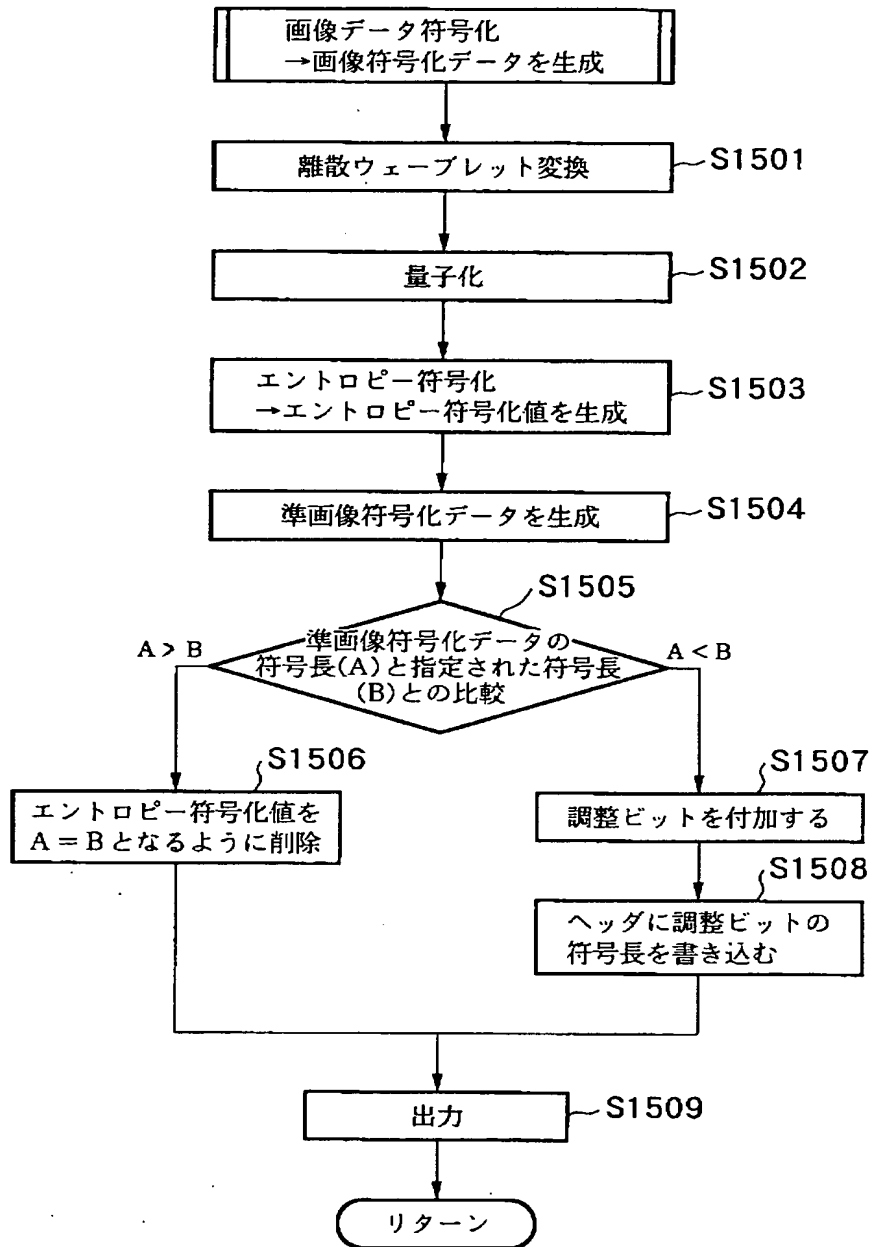 画像データ符号化
→画像符号化データを生成
離散ウェーブレット変換
S1501
量子化
S1502
エントロピー符号化
→エントロピー符号化値を生成
S1503
準画像符号化データを生成
S1504
S1505
準画像符号化データの
符号長(A)と指定された符号長
(B)との比較
A > B
A < B
S1506
エントロピー符号化値を
A = B となるように削除
S1507
調整ビットを付加する
S1508
ヘッダに調整ビットの
符号長を書き込む
出力
S1509
リターン